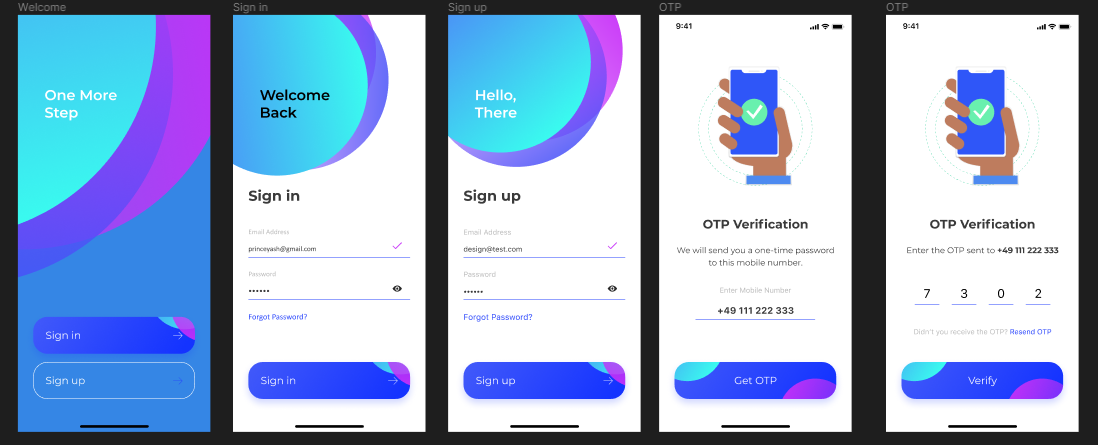 Welcome
One More
Step
Sign in
Sign up
Sign in
Welcome
Back
Sign in
Email Address
princeyash@gmail.com
Password
••••••
Forgot Password?
Sign in
Sign up
Hello,
There
Sign up
Email Address
design@test.com
Password
••••••
Forgot Password?
Sign up
OTP
9:41
OTP Verification
We will send you a one-time password
to this mobile number.
Enter Mobile Number
+49 111 222 333
Get OTP
OTP
9:41
OTP Verification
Enter the OTP sent to +49 111 222 333
7 3 0 2
Didn't you receive the OTP? Resend OTP
Verify